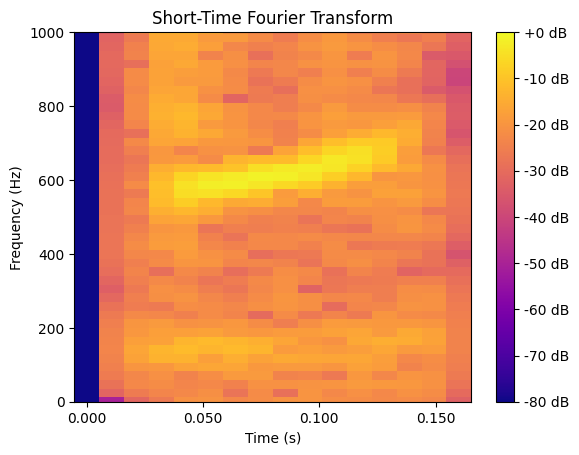 Short-Time Fourier Transform
Frequency (Hz)
1000
800
600
400
200
0
0.000
0.050
0.100
0.150
Time (s)
+0 dB
-10 dB
-20 dB
-30 dB
-40 dB
-50 dB
-60 dB
-70 dB
-80 dB